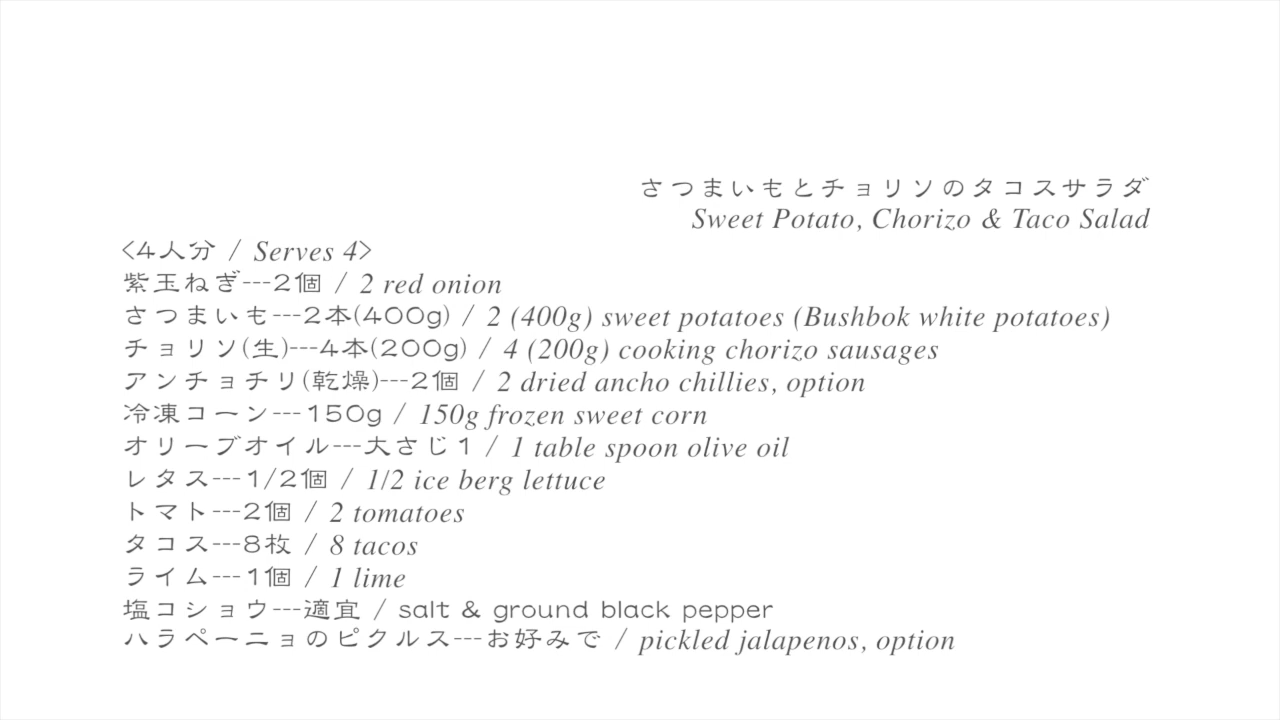 さつまいもとチョリソのタコスサラダ
Sweet Potato, Chorizo & Taco Salad
<4人分 / Serves 4>
紫玉ねぎ---2個 / 2 red onion
さつまいも---2本(400g) / 2 (400g) sweet potatoes (Bushbok white potatoes)
チョリソ(生)---4本(200g) / 4 (200g) cooking chorizo sausages
アンチョチリ(乾燥)---2個 / 2 dried ancho chillies, option
冷凍コーン---150g / 150g frozen sweet corn
オリーブオイル---大さじ1 / 1 table spoon olive oil
レタス---1/2個 / 1/2 ice berg lettuce
トマト---2個 / 2 tomatoes
タコス---8枚 / 8 tacos
ライム---1個 / 1 lime
塩コショウ---適宜 / salt & ground black pepper
ハラペーニョのピクルス---お好みで / pickled jalapenos, option